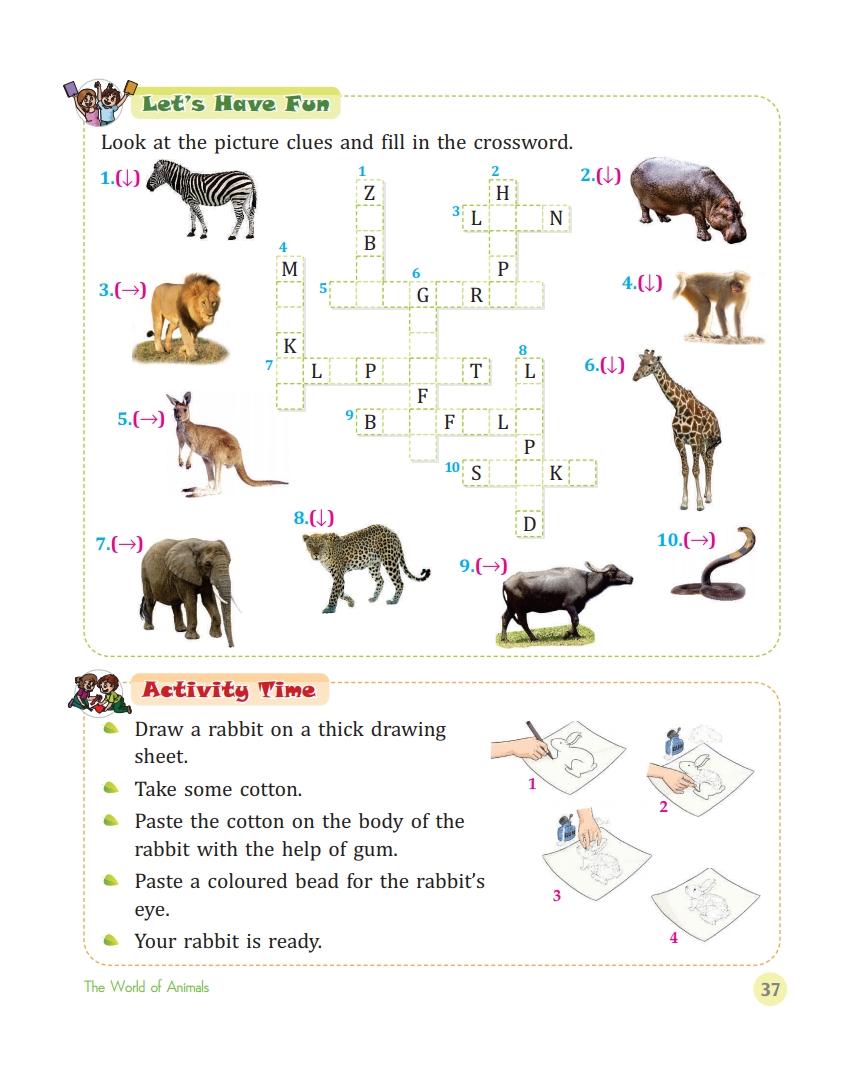 Let's Have Fun
Look at the picture clues and fill in the crossword.
1.(↓)
2.(↓)
3.(→)
4.(↓)
5.(→)
6.(↓)
7.(→)
8.(↓)
9.(→)
10.(→)
1 2
Z H
3 L N
B
4
M P
6
5 G R
K
8
7 L P T L
F
9 B F L
P
10 S K
D
Activity Time
Draw a rabbit on a thick drawing
sheet.
Take some cotton.
Paste the cotton on the body of the
rabbit with the help of gum.
Paste a coloured bead for the rabbit's
eye.
Your rabbit is ready.
1
2
3
4
The World of Animals
37